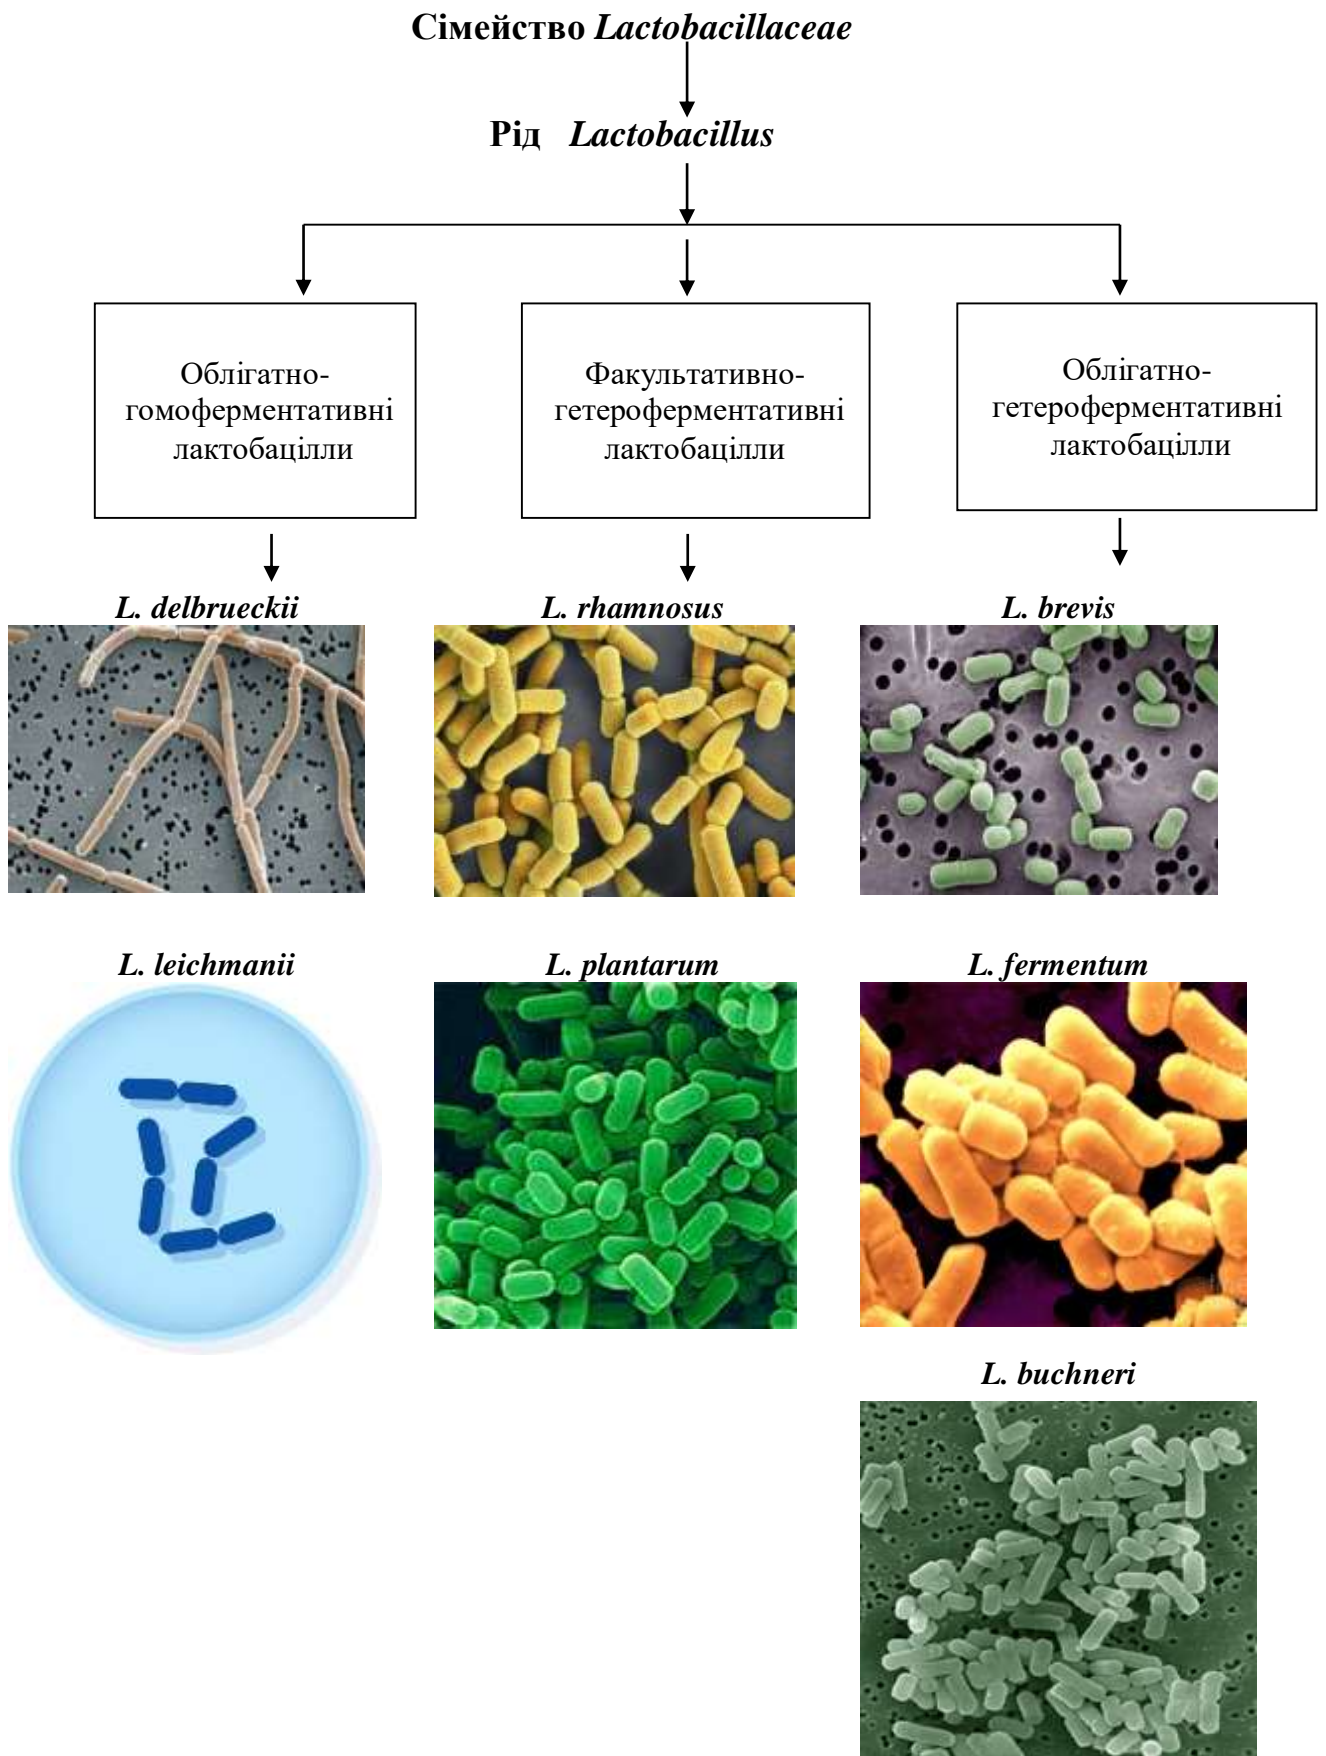 Сімейство Lactobacillaceae
Рід Lactobacillus
Облігатно-
гомоферментативні
лактобацілли
Факультативно-
гетероферментативні
лактобацілли
Облігатно-
гетероферментативні
лактобацілли
L. delbrueckii
L. rhamnosus
L. brevis
L. leichmanii
L. plantarum
L. fermentum
L. buchneri